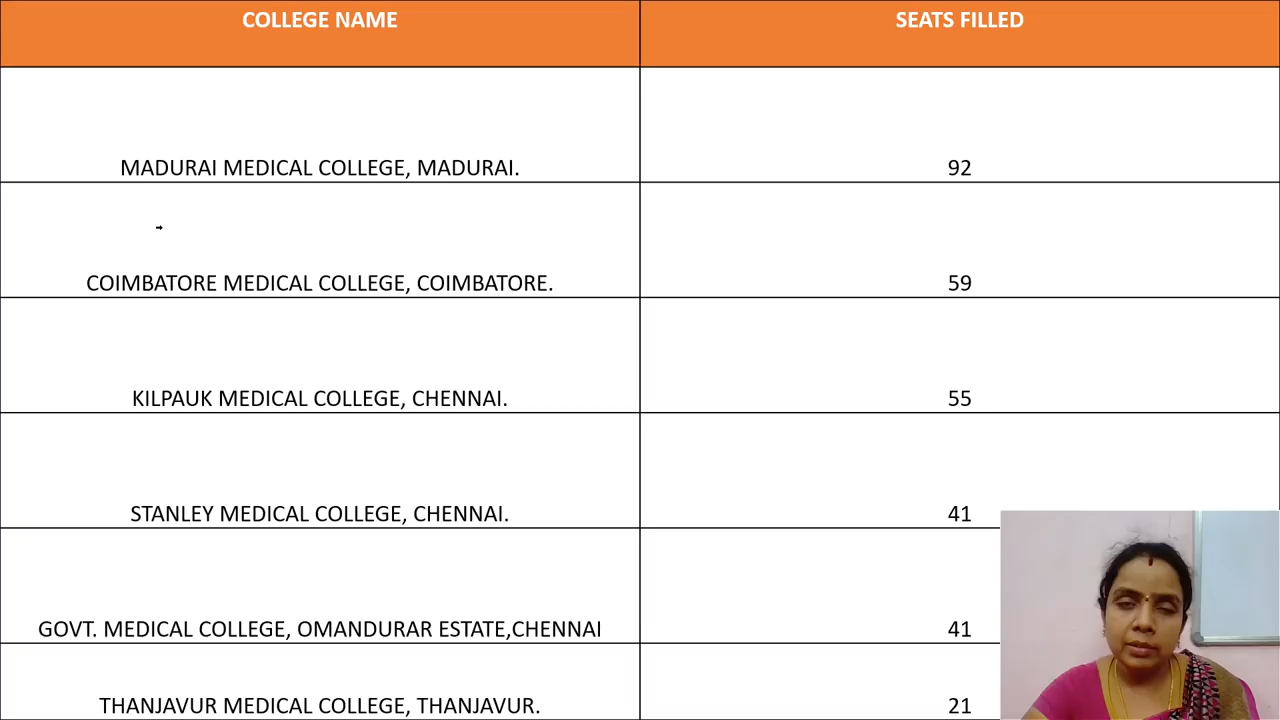 COLLEGE NAME
SEATS FILLED
MADURAI MEDICAL COLLEGE, MADURAI.
92
COIMBATORE MEDICAL COLLEGE, COIMBATORE.
59
KILPAUK MEDICAL COLLEGE, CHENNAI.
55
STANLEY MEDICAL COLLEGE, CHENNAI.
41
GOVT. MEDICAL COLLEGE, OMANDURAR ESTATE,CHENNAI
41
THANJAVUR MEDICAL COLLEGE, THANJAVUR.
21